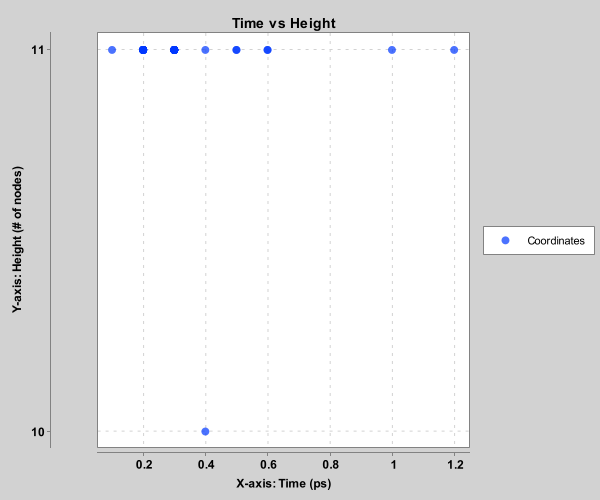 Time vs Height
11
10
Y-axis: Height (# of nodes)
0.2 0.4 0.6 0.8 1 1.2
X-axis: Time (ps)
Coordinates